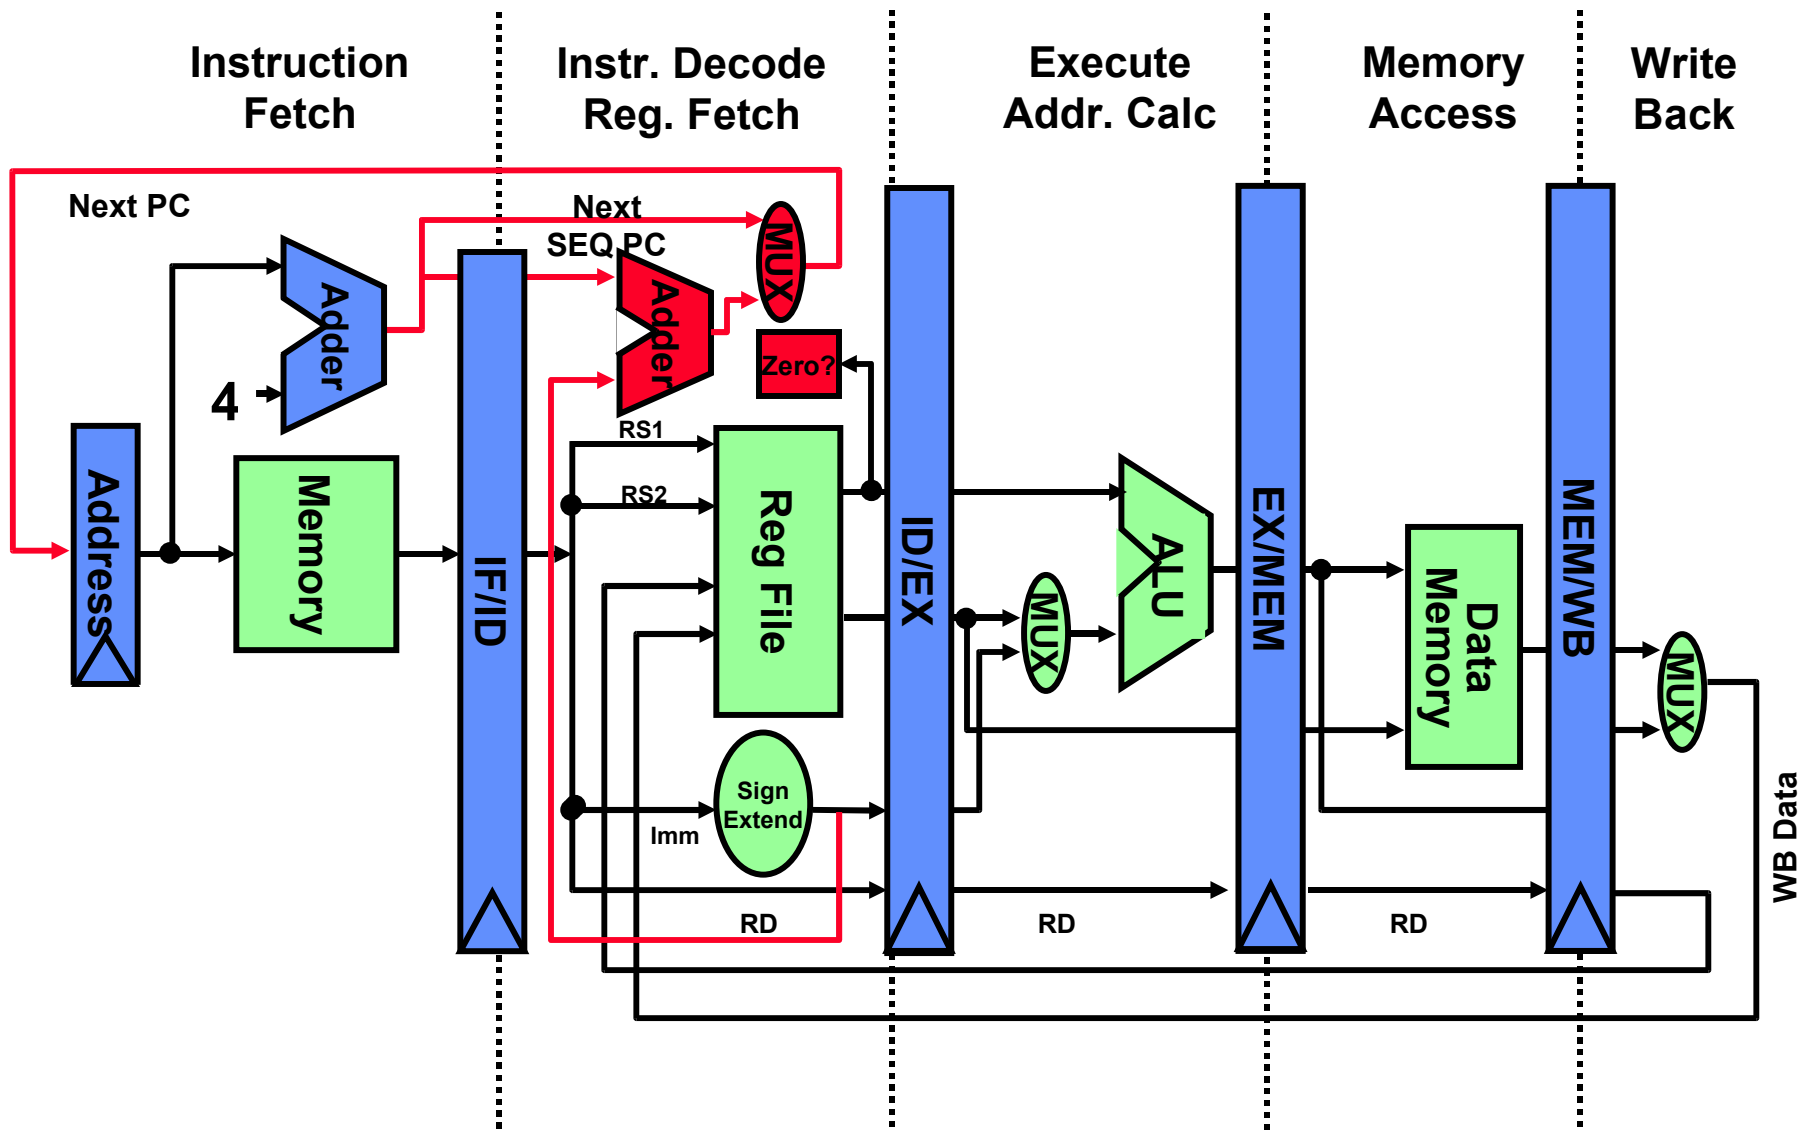 Instruction
Fetch
Instr. Decode
Reg. Fetch
Execute
Addr. Calc
Memory
Access
Write
Back
Next PC
Next
SEQ PC
MUX
Adder
Adder
Zero?
4
RS1
Address
Memory
IF/ID
RS2
Reg File
ID/EX
MUX
ALU
EX/MEM
Data
Memory
MEM/WB
MUX
Sign
Extend
Imm
WB Data
RD
RD
RD